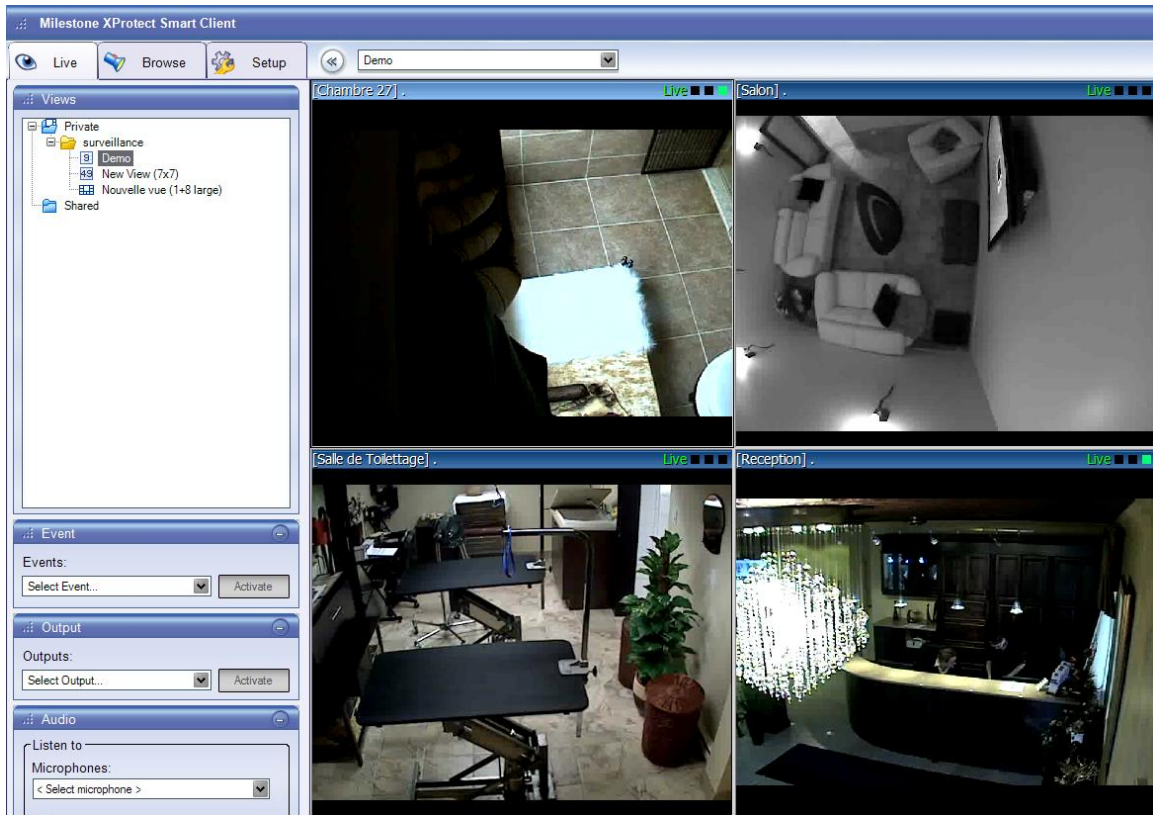 Milestone XProtect Smart Client
Live
Browse
Setup
Demo
Views
Private
surveillance
9 Demo
49 New View (7x7)
Nouvelle vue (1+8 large)
Shared
[Chambre 27] .
Live
[Salon] .
Live
[Salle de Toilettage] .
Live
[Reception] .
Live
Event
Events:
Select Event...
Activate
Output
Outputs:
Select Output...
Activate
Audio
Listen to
Microphones:
< Select microphone >